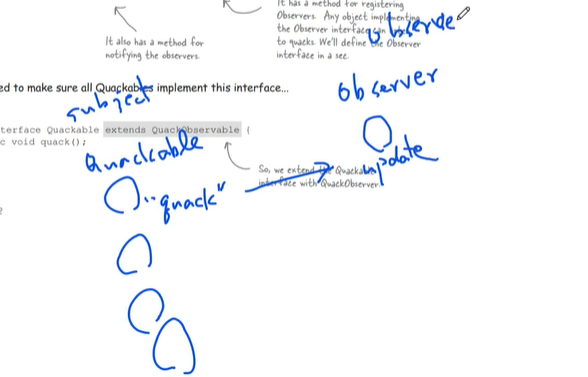 It has a method for registering
Observers. Any object implementing
the Observer interface can
to quacks. We'll define the Observer
interface in a sec.
observe
It also has a method for
notifying the observers.
ed to make sure all Quackables implement this interface...
subject
observer
terface Quackable extends QuackObservable {
c void quack();
Quackable
So, we extend the Quackable
interface with QuackObserver
update
"quack"
?